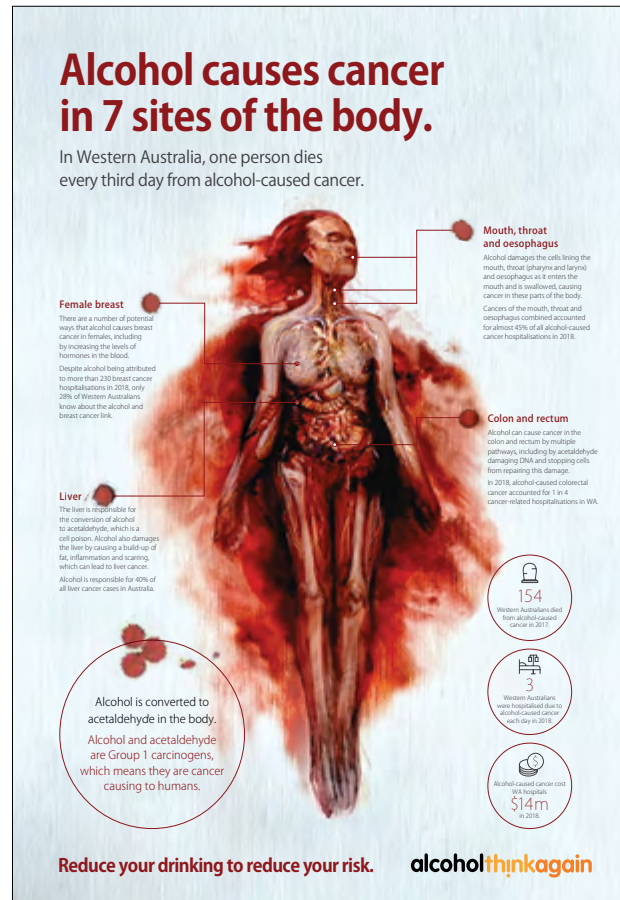 Alcohol causes cancer
in 7 sites of the body.
In Western Australia, one person dies
every third day from alcohol-caused cancer.
Mouth, throat
and oesophagus
Alcohol damages the cells lining the
mouth, throat (pharynx and larynx)
and oesophagus as it enters the
mouth and is swallowed, causing
cancer in these parts of the body.
Cancers of the mouth, throat and
oesophagus combined accounted
for almost 45% of all alcohol-caused
cancer hospitalisations in 2018.
Female breast
There are a number of potential
ways that alcohol causes breast
cancer in females, including
by increasing the levels of
hormones in the blood.
Despite alcohol being attributed
to more than 230 breast cancer
hospitalisations in 2018, only
28% of Western Australians
know about the alcohol and
breast cancer link.
Colon and rectum
Alcohol can cause cancer in the
colon and rectum by multiple
pathways, including by acetaldehyde
damaging DNA and stopping cells
from repairing this damage.
In 2018, alcohol-caused colorectal
cancer accounted for 1 in 4
cancer-related hospitalisations in WA.
Liver
The liver is responsible for
the conversion of alcohol
to acetaldehyde, which is a
cell poison. Alcohol also damages
the liver by causing a build-up of
fat, inflammation and scarring,
which can lead to liver cancer.
Alcohol is responsible for 40% of
all liver cancer cases in Australia.
154
Western Australians died
from alcohol-caused
cancer in 2017.
3
Western Australians
were hospitalised due to
alcohol-caused cancer
each day in 2018.
$
Alcohol-caused cancer cost
WA hospitals
$14m
in 2018.
Alcohol is converted to
acetaldehyde in the body.
Alcohol and acetaldehyde
are Group 1 carcinogens,
which means they are cancer
causing to humans.
Reduce your drinking to reduce your risk.
alcoholthinkagain